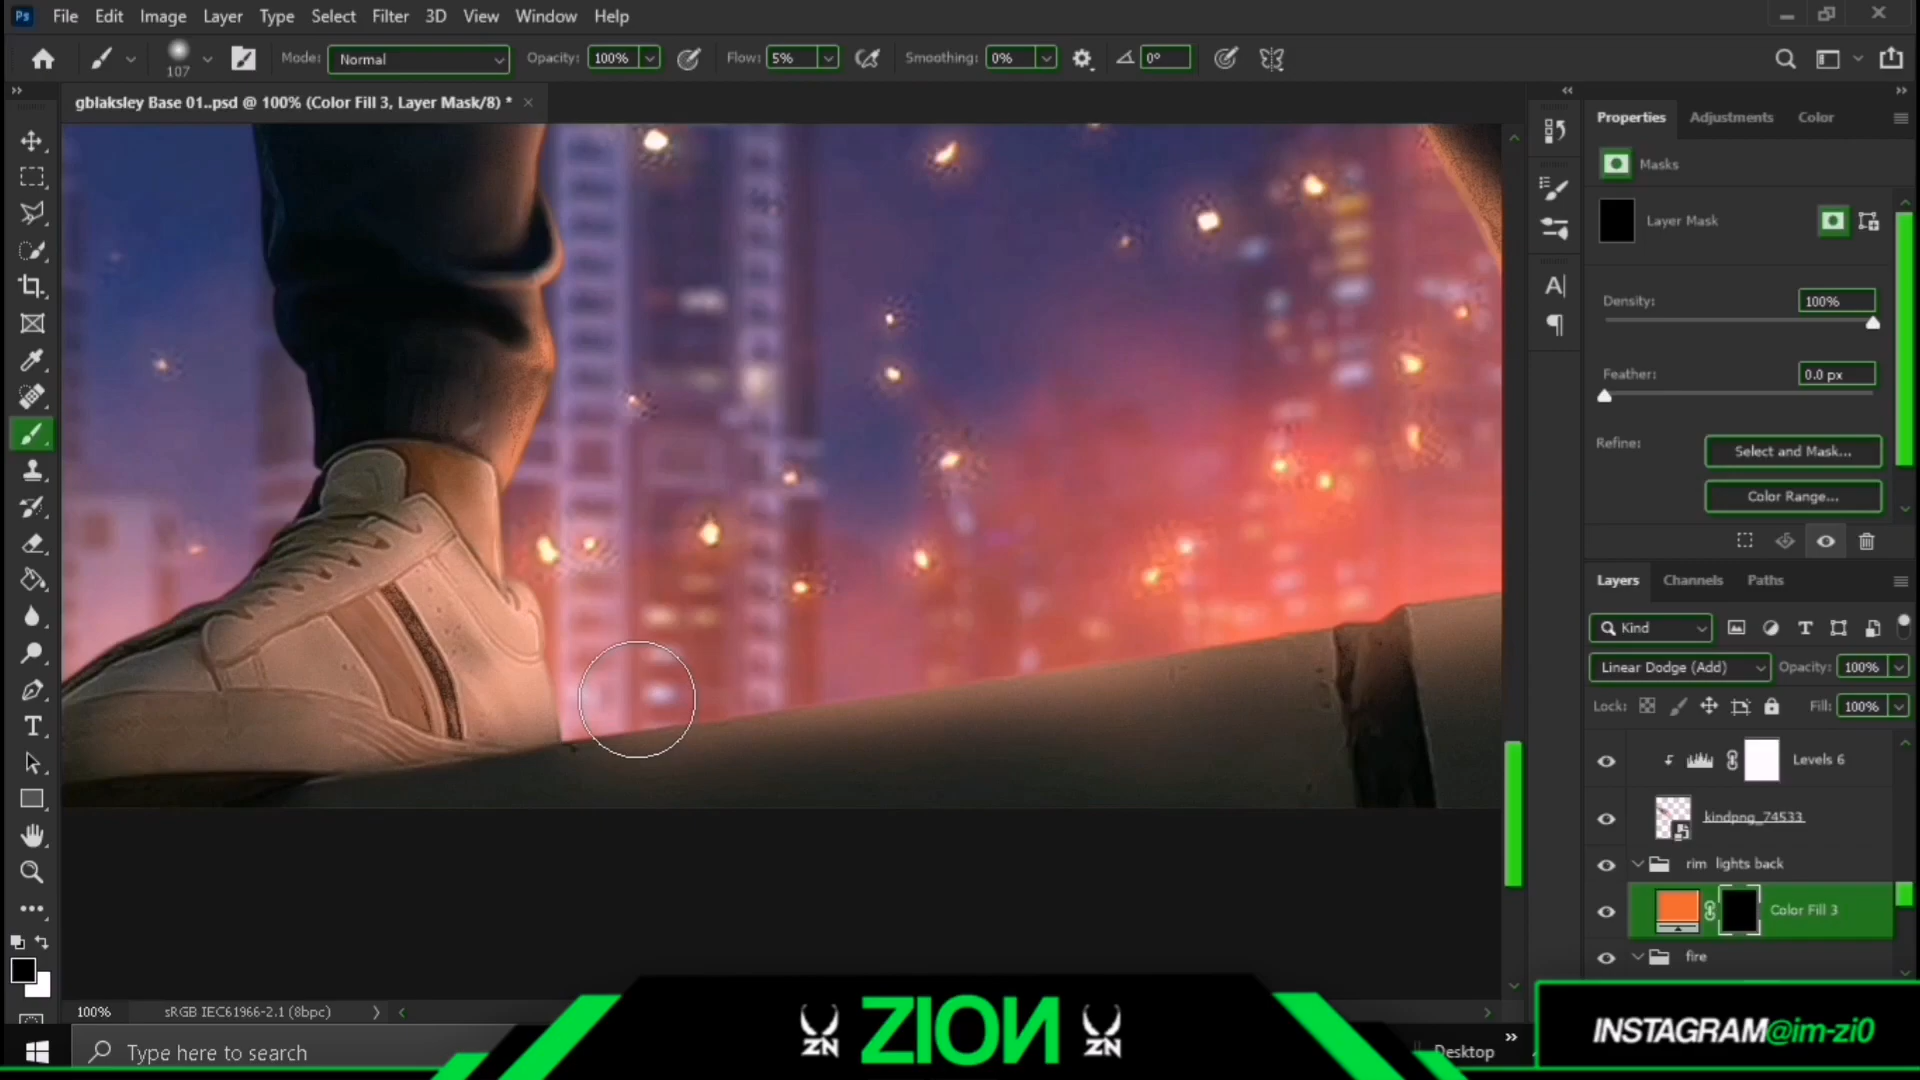 Ps File Edit Image Layer Type Select Filter 3D View Window Help
107 Mode: Normal Opacity: 100% Flow: 5% Smoothing: 0% 0°
gblaksley Base 01..psd @ 100% (Color Fill 3, Layer Mask/8) * ×
Properties Adjustments Color
Masks
Layer Mask
Density: 100%
Feather: 0.0 px
Refine: Select and Mask...
Color Range...
Layers Channels Paths
Kind
Linear Dodge (Add) Opacity: 100%
Lock: Fill: 100%
Levels 6
kindpng_74533
rim lights back
Color Fill 3
fire
100% sRGB IEC61966-2.1 (8bpc)
ZN ZION ZN
INSTAGRAM@im-zi0
Type here to search
Desktop